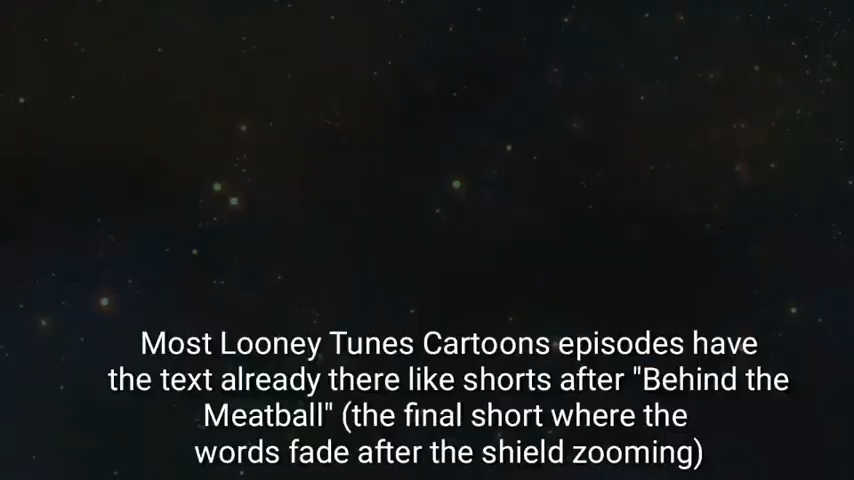 Most Looney Tunes Cartoons episodes have
the text already there like shorts after "Behind the
Meatball" (the final short where the
words fade after the shield zooming)